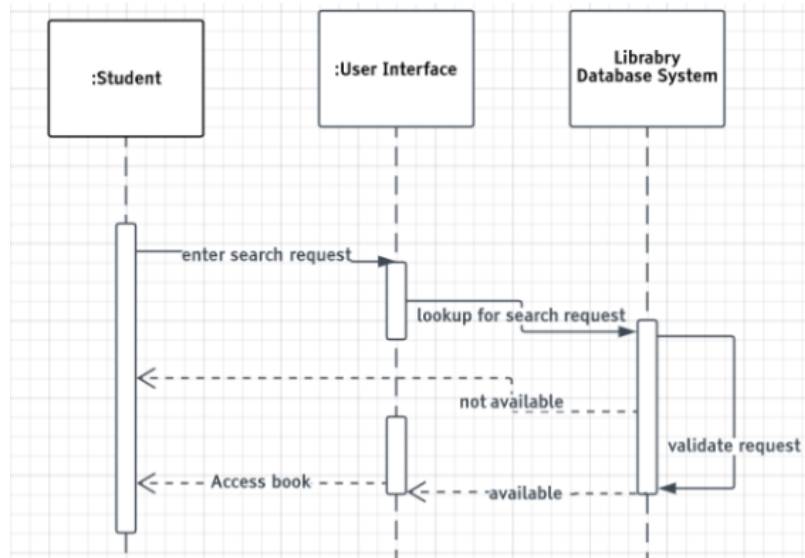 :Student
:User Interface
Librabry
Database System
enter search request
lookup for search request
not available
validate request
Access book
available